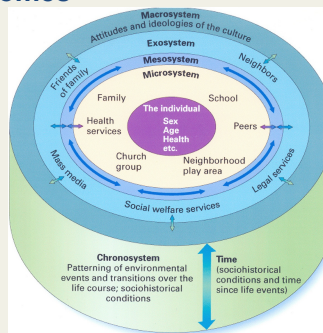 Macrosystem
Attitudes and ideologies of the culture
Exosystem
Mesosystem
Microsystem
Friends
of family
Neighbors
Family
School
The individual
Sex
Age
Health
etc.
Health
services
Peers
Church
group
Neighborhood
play area
Mass media
Legal services
Social welfare services
Chronosystem
Patterning of environmental
events and transitions over the
life course; sociohistorical
conditions
Time
(sociohistorical
conditions and time
since life events)